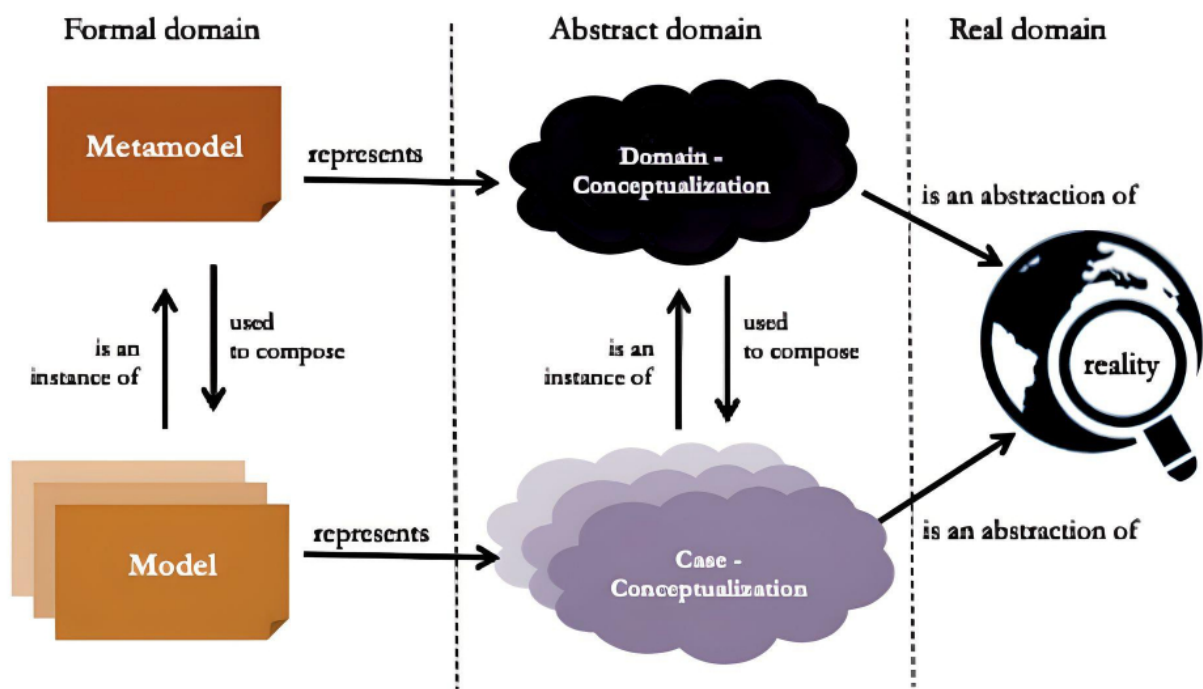 Formal domain
Abstract domain
Real domain
Metamodel
represents
Domain -
Conceptualization
is an abstraction of
is an
instance of
used
to compose
is an
instance of
used
to compose
reality
Model
represents
Case -
Conceptualization
is an abstraction of